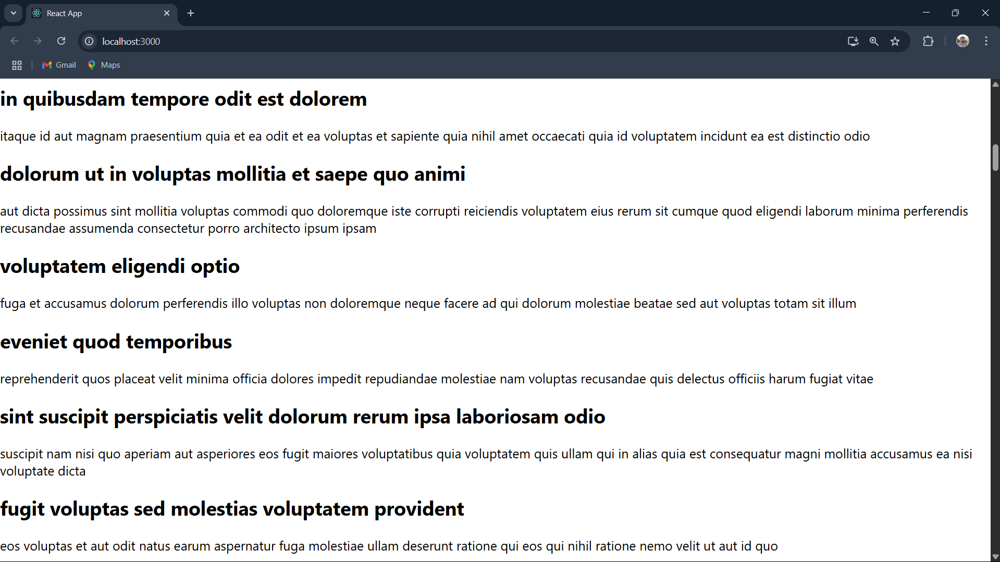 React App
localhost:3000
Gmail
Maps
in quibusdam tempore odit est dolorem
itaque id aut magnam praesentium quia et ea odit et ea voluptas et sapiente quia nihil amet occaecati quia id voluptatem incidunt ea est distinctio odio
dolorum ut in voluptas mollitia et saepe quo animi
aut dicta possimus sint mollitia voluptas commodi quo doloremque iste corrupti reiciendis voluptatem eius rerum sit cumque quod eligendi laborum minima perferendis
recusandae assumenda consectetur porro architecto ipsum ipsam
voluptatem eligendi optio
fuga et accusamus dolorum perferendis illo voluptas non doloremque neque facere ad qui dolorum molestiae beatae sed aut voluptas totam sit illum
eveniet quod temporibus
reprehenderit quos placeat velit minima officia dolores impedit repudiandae molestiae nam voluptas recusandae quis delectus officiis harum fugiat vitae
sint suscipit perspiciatis velit dolorum rerum ipsa laboriosam odio
suscipit nam nisi quo aperiam aut asperiores eos fugit maiores voluptatibus quia voluptatem quis ullam qui in alias quia est consequatur magni mollitia accusamus ea nisi
voluptate dicta
fugit voluptas sed molestias voluptatem provident
eos voluptas et aut odit natus earum aspernatur fuga molestiae ullam deserunt ratione qui eos qui nihil ratione nemo velit ut aut id quo